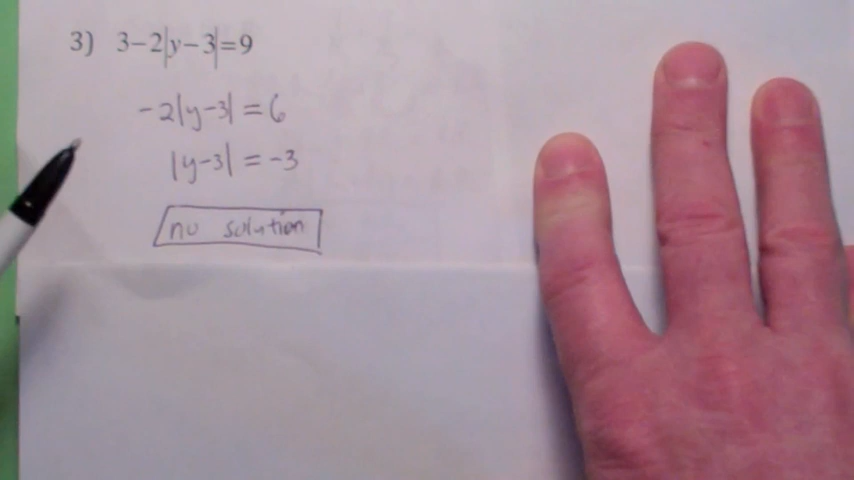 3) 3-2|y-3|=9
-2|y-3| = 6
|y-3| = -3
no solution